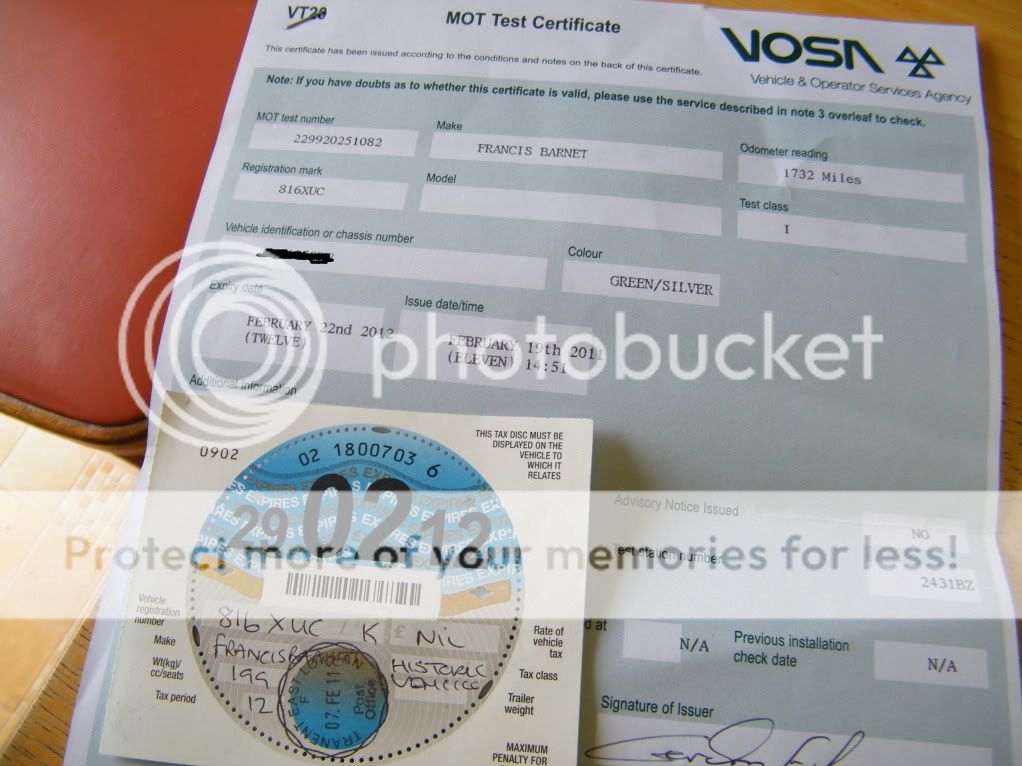 VT20
MOT Test Certificate
VOSA
Vehicle & Operator Services Agency
This certificate has been issued according to the conditions and notes on the back of this certificate.
Note: If you have doubts as to whether this certificate is valid, please use the service described in note 3 overleaf to check.
MOT test number
229920251082
Make
FRANCIS BARNET
Odometer reading
1732 Miles
Registration mark
816XUC
Model
Test class
I
Vehicle identification or chassis number
Colour
GREEN/SILVER
Expiry date
FEBRUARY 22nd 2012
(TWELVE)
Issue date/time
FEBRUARY 19th 2011
(ELEVEN) 14:51
photobucket
Additional information
0902
02 1800703 6
THIS TAX DISC MUST BE
DISPLAYED ON THE
VEHICLE TO
WHICH IT
RELATES
EXPIRES EXPIRES EXPIRES
29 02 12
Advisory Notice Issued
NO
Protect more of your memories for less!
Test station number
2431BZ
Vehicle
registration
number
816 XUC K £ Nil
Rate of
vehicle
tax
Make
FRANCIS
HISTORIC
VEHICLE
Tax class
Wt(kg)/
cc/seats
199
Trailer
weight
Tax period
12
07. FE 11
Post
Office
MAXIMUM
PENALTY FOR
d at
N/A
Previous installation
check date
N/A
Signature of Issuer